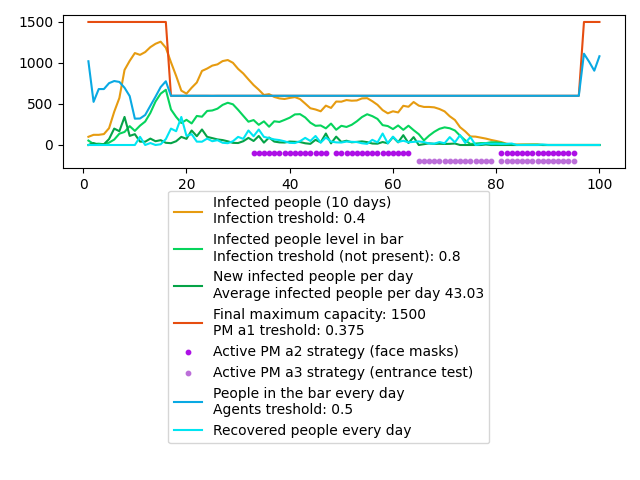 1500
1000
500
0
0 20 40 60 80 100
Infected people (10 days)
Infection treshold: 0.4
Infected people level in bar
Infection treshold (not present): 0.8
New infected people per day
Average infected people per day 43.03
Final maximum capacity: 1500
PM a1 treshold: 0.375
Active PM a2 strategy (face masks)
Active PM a3 strategy (entrance test)
People in the bar every day
Agents treshold: 0.5
Recovered people every day